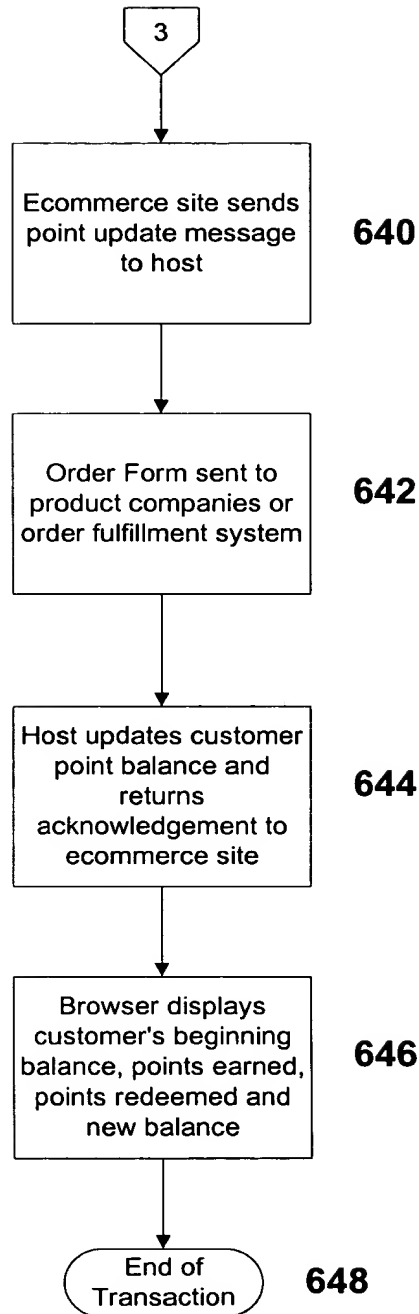 3
Ecommerce site sends
point update message
to host
640
Order Form sent to
product companies or
order fulfillment system
642
Host updates customer
point balance and
returns
acknowledgement to
ecommerce site
644
Browser displays
customer's beginning
balance, points earned,
points redeemed and
new balance
646
End of
Transaction
648